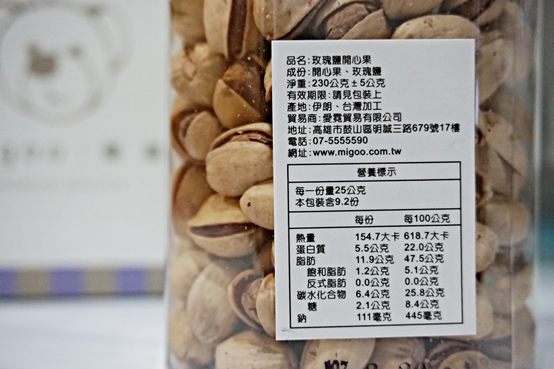 品名:玫瑰鹽開心果
成份:開心果、玫瑰鹽
淨重:230公克±5公克
有效期限:請見包裝上
產地:伊朗、台灣加工
貿易商:愛霓貿易有限公司
地址:高雄市鼓山區明誠三路679號17樓
電話:07-5555590
網址:www.migoo.com.tw
營養標示
每一份量25公克
本包裝含9.2份
每份 每100公克
熱量 154.7大卡 618.7大卡
蛋白質 5.5公克 22.0公克
脂肪 11.9公克 47.5公克
飽和脂肪 1.2公克 5.1公克
反式脂肪 0.0公克 0.0公克
碳水化合物 6.4公克 25.8公克
糖 2.1公克 8.4公克
鈉 111毫克 445毫克